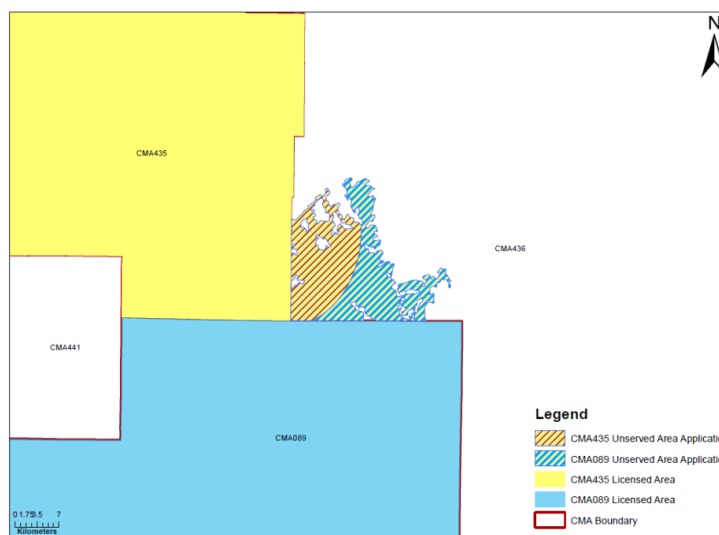 N
CMA435
CMA436
CMA441
CMA089
Legend
CMA435 Unserved Area Applicati
CMA089 Unserved Area Applicati
CMA435 Licensed Area
CMA089 Licensed Area
CMA Boundary
0 1.75 3.5 7
Kilometers